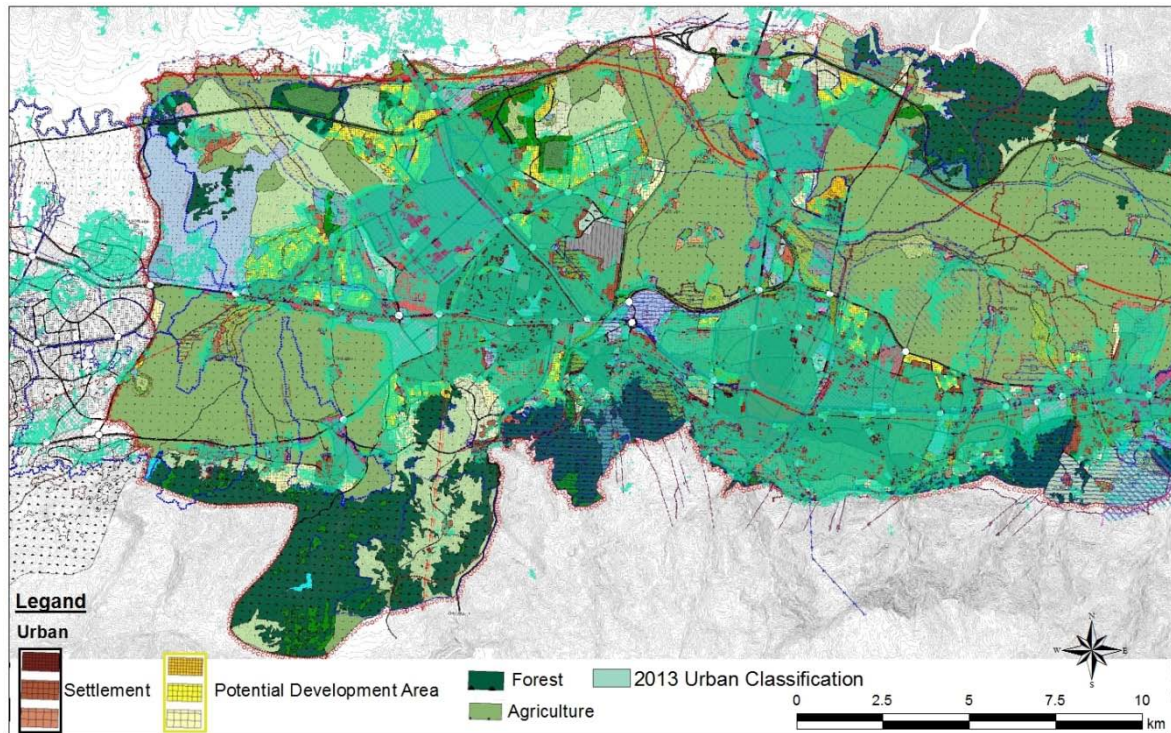 N
W
E
S
Legand
Urban
Settlement
Potential Development Area
Forest
Agriculture
2013 Urban Classification
0 2.5 5 7.5 10
km